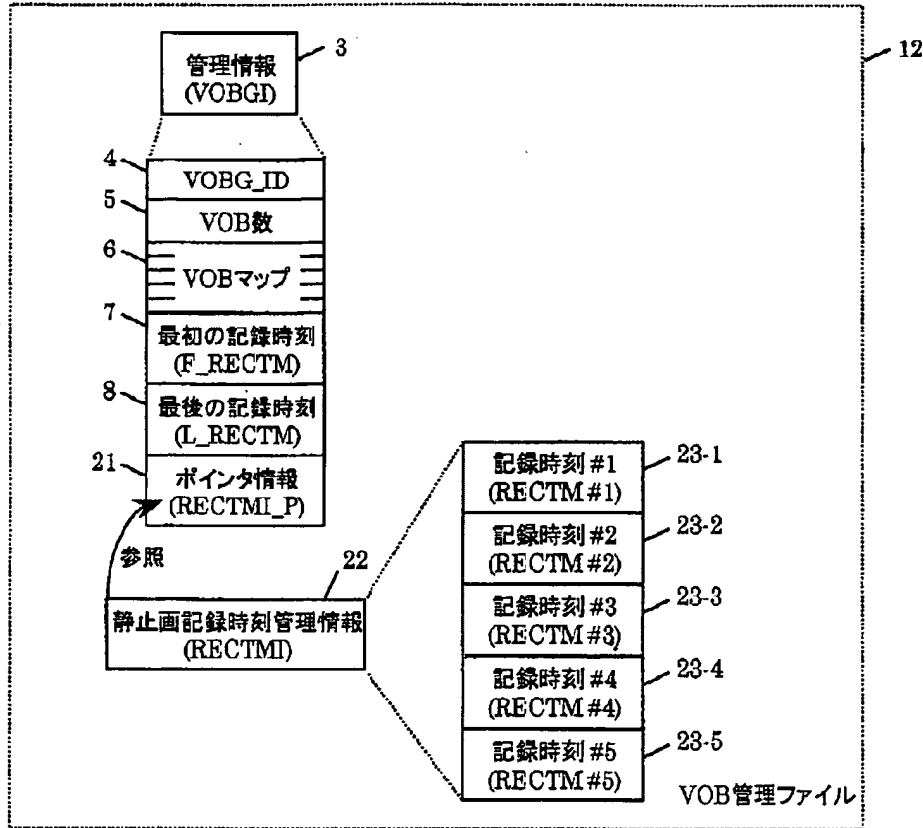 3
管理情報
(VOBGI)
12
4
VOBG_ID
5
VOB数
6
VOBマップ
7
最初の記録時刻
(F_RECTM)
8
最後の記録時刻
(L_RECTM)
21
ポインタ情報
(RECTMI_P)
参照
22
静止画記録時刻管理情報
(RECTMI)
記録時刻 #1
(RECTM #1)
23-1
記録時刻 #2
(RECTM #2)
23-2
記録時刻 #3
(RECTM #3)
23-3
記録時刻 #4
(RECTM #4)
23-4
記録時刻 #5
(RECTM #5)
23-5
VOB管理ファイル